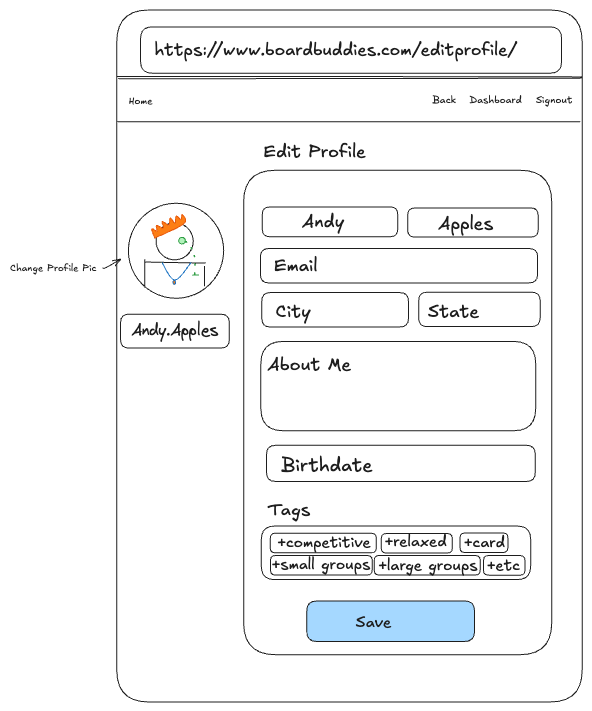 https://www.boardbuddies.com/editprofile/
Home Back Dashboard Signout
Edit Profile
Change Profile Pic
Andy.Apples
Andy Apples
Email
City State
About Me
Birthdate
Tags
+competitive +relaxed +card
+small groups +large groups +etc
Save